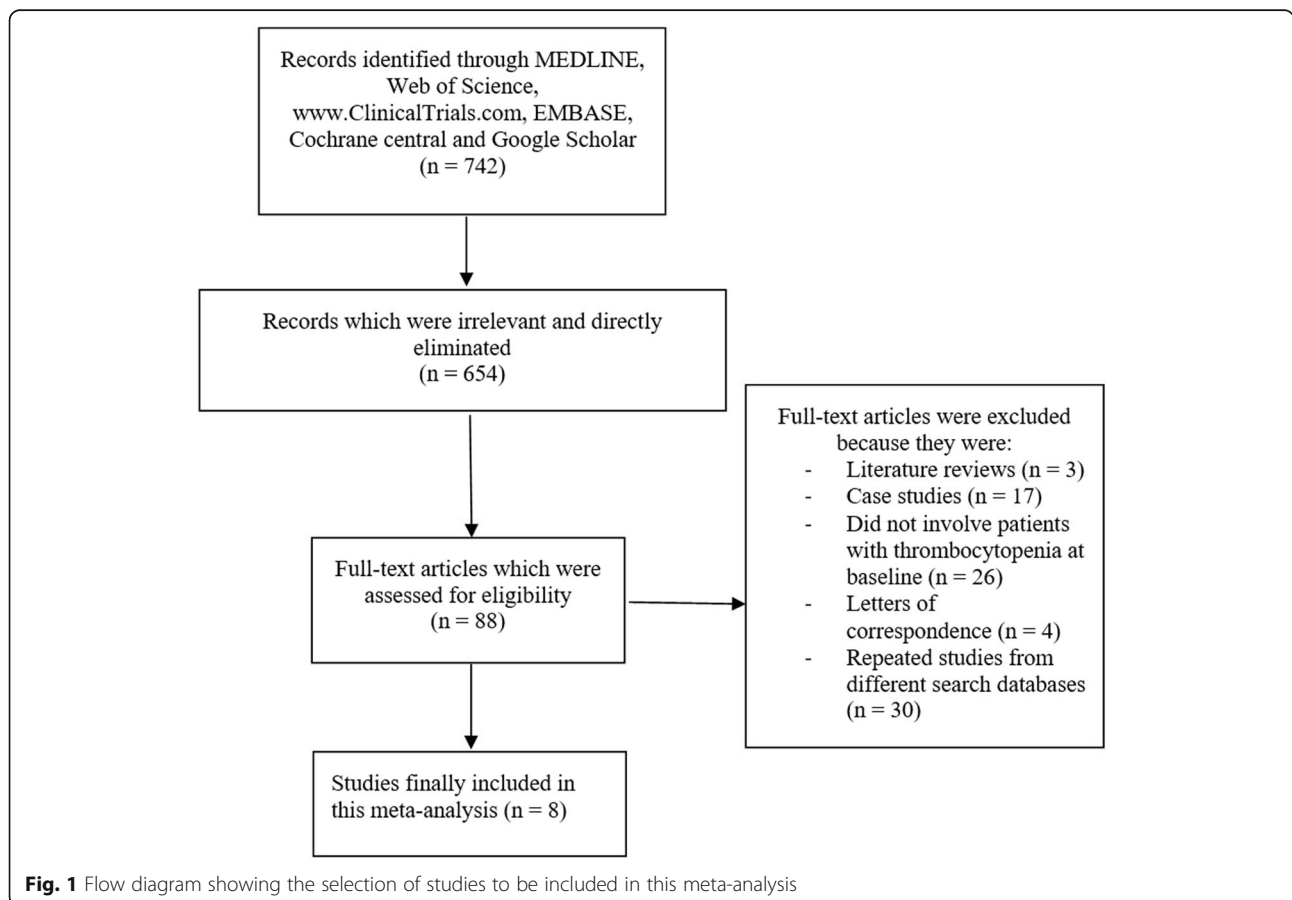 Records identified through MEDLINE,
Web of Science,
www.ClinicalTrials.com, EMBASE,
Cochrane central and Google Scholar
(n = 742)
Records which were irrelevant and directly
eliminated
(n = 654)
Full-text articles which were
assessed for eligibility
(n = 88)
Full-text articles were excluded
because they were:
- Literature reviews (n = 3)
- Case studies (n = 17)
- Did not involve patients
with thrombocytopenia at
baseline (n = 26)
- Letters of
correspondence (n = 4)
- Repeated studies from
different search databases
(n = 30)
Studies finally included in
this meta-analysis (n = 8)
Fig. 1 Flow diagram showing the selection of studies to be included in this meta-analysis